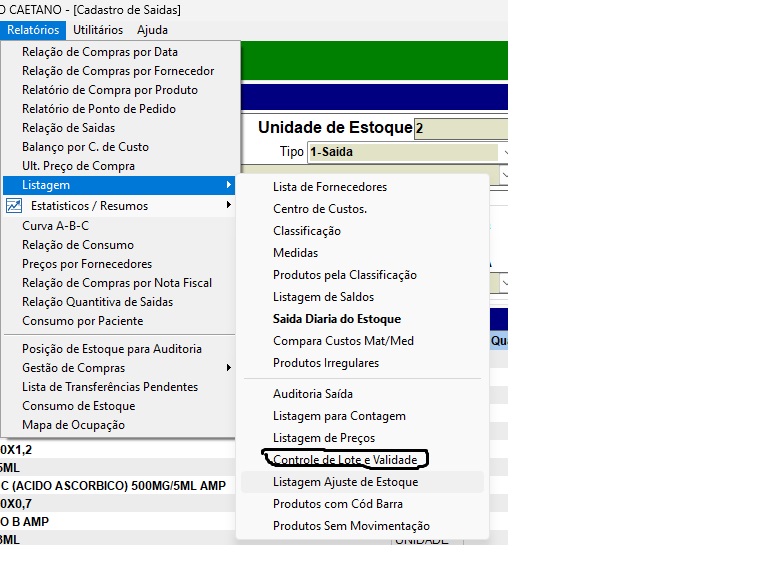 O CAETANO - [Cadastro de Saidas]
Relatórios Utilitários Ajuda
Relação de Compras por Data
Relação de Compras por Fornecedor
Relatório de Compra por Produto
Relatório de Ponto de Pedido
Relação de Saidas
Balanço por C. de Custo
Ult. Preço de Compra
Listagem
Estatisticos / Resumos
Curva A-B-C
Relação de Consumo
Preços por Fornecedores
Relação de Compras por Nota Fiscal
Relação Quantitiva de Saidas
Consumo por Paciente
Posição de Estoque para Auditoria
Gestão de Compras
Lista de Transferências Pendentes
Consumo de Estoque
Mapa de Ocupação
Unidade de Estoque 2
Tipo 1-Saida
Lista de Fornecedores
Centro de Custos.
Classificação
Medidas
Produtos pela Classificação
Listagem de Saldos
Saida Diaria do Estoque
Compara Custos Mat/Med
Produtos Irregulares
Auditoria Saída
Listagem para Contagem
Listagem de Preços
Controle de Lote e Validade
Listagem Ajuste de Estoque
Produtos com Cód Barra
Produtos Sem Movimentação
Qu
0X1,2
5ML
C (ACIDO ASCORBICO) 500MG/5ML AMP
0X0,7
O B AMP
8ML
UNIDADE